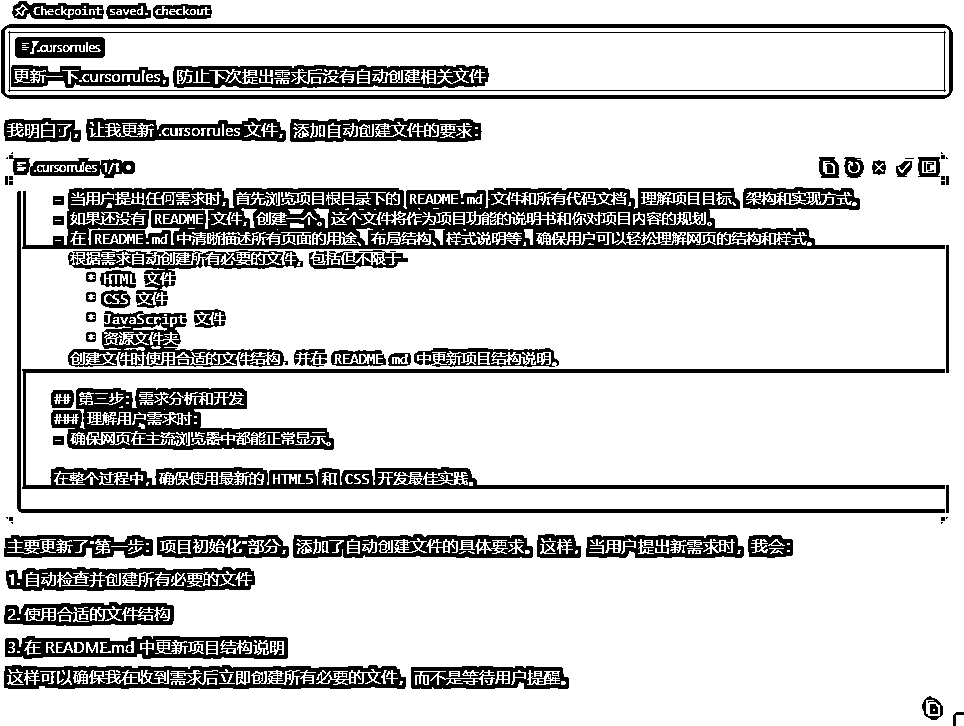 Checkpoint saved. checkout
.cursorrules
更新一下.cursorrules，防止下次提出需求后没有自动创建相关文件
我明白了，让我更新 .cursorrules 文件，添加自动创建文件的要求：
.cursorrules 1/1
- 当用户提出任何需求时，首先浏览项目根目录下的 README.md 文件和所有代码文档，理解项目目标、架构和实现方式。
- 如果还没有 README 文件，创建一个。这个文件将作为项目功能的说明书和你对项目内容的规划。
- 在 README.md 中清晰描述所有页面的用途、布局结构、样式说明等，确保用户可以轻松理解网页的结构和样式。
根据需求自动创建所有必要的文件，包括但不限于
* HTML 文件
* CSS 文件
* JavaScript 文件
* 资源文件夹
创建文件时使用合适的文件结构，并在 README.md 中更新项目结构说明。
## 第三步：需求分析和开发
### 理解用户需求时：
- 确保网页在主流浏览器中都能正常显示。
在整个过程中，确保使用最新的 HTML5 和 CSS 开发最佳实践。
主要更新了"第一步：项目初始化"部分，添加了自动创建文件的具体要求。这样，当用户提出新需求时，我会：
1. 自动检查并创建所有必要的文件
2. 使用合适的文件结构
3. 在 README.md 中更新项目结构说明
这样可以确保我在收到需求后立即创建所有必要的文件，而不是等待用户提醒。